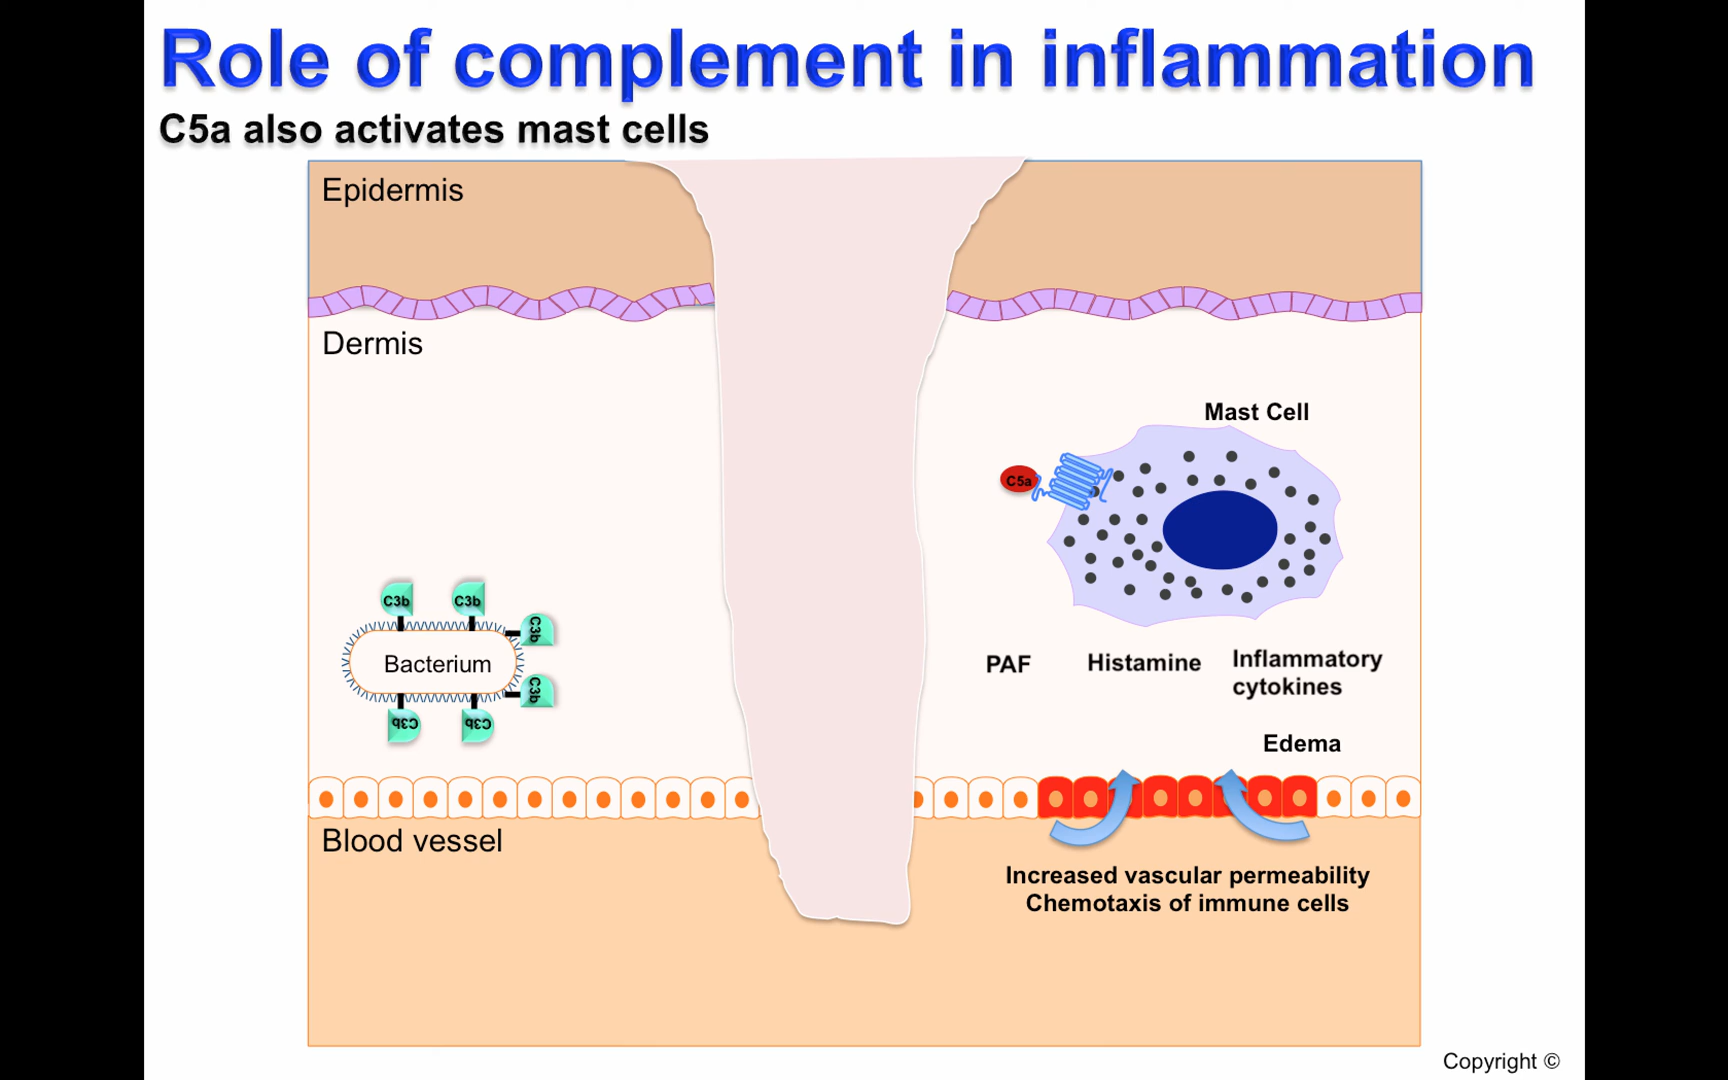 Role of complement in inflammation
C5a also activates mast cells
Epidermis
Dermis
Mast Cell
C5a
C3b
C3b
C3b
Bacterium
C3b
C3b
C3b
PAF
Histamine
Inflammatory
cytokines
Edema
Blood vessel
Increased vascular permeability
Chemotaxis of immune cells
Copyright ©